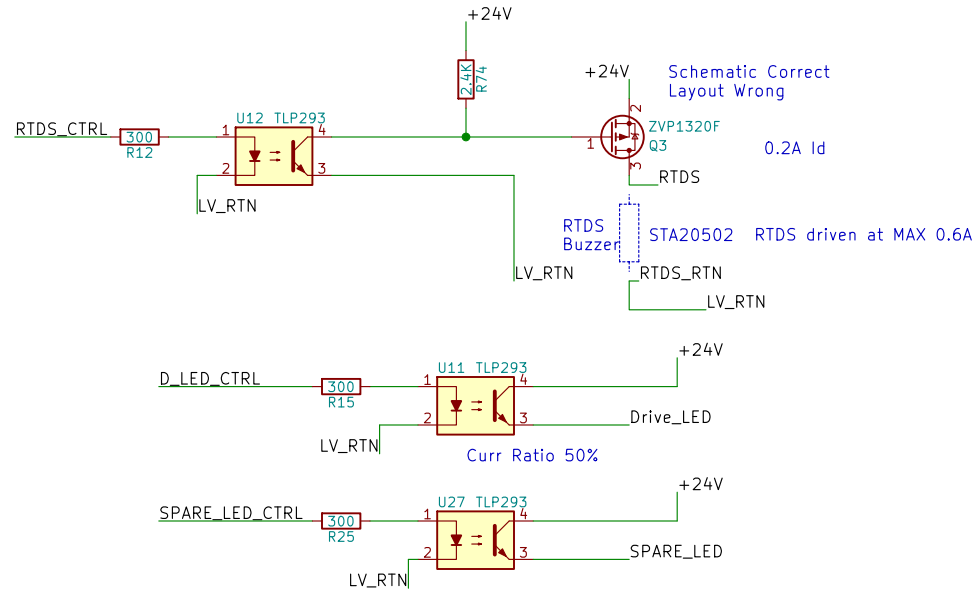 +24V
2.4K
R74
+24V
Schematic Correct
Layout Wrong
2
RTDS_CTRL
300
R12
U12 TLP293
1
4
2
3
LV_RTN
LV_RTN
1
ZVP1320F
Q3
0.2A Id
3
RTDS
RTDS
Buzzer
STA20502
RTDS driven at MAX 0.6A
RTDS_RTN
LV_RTN
+24V
D_LED_CTRL
300
R15
U11 TLP293
1
4
2
3
Drive_LED
LV_RTN
Curr Ratio 50%
+24V
SPARE_LED_CTRL
300
R25
U27 TLP293
1
4
2
3
SPARE_LED
LV_RTN